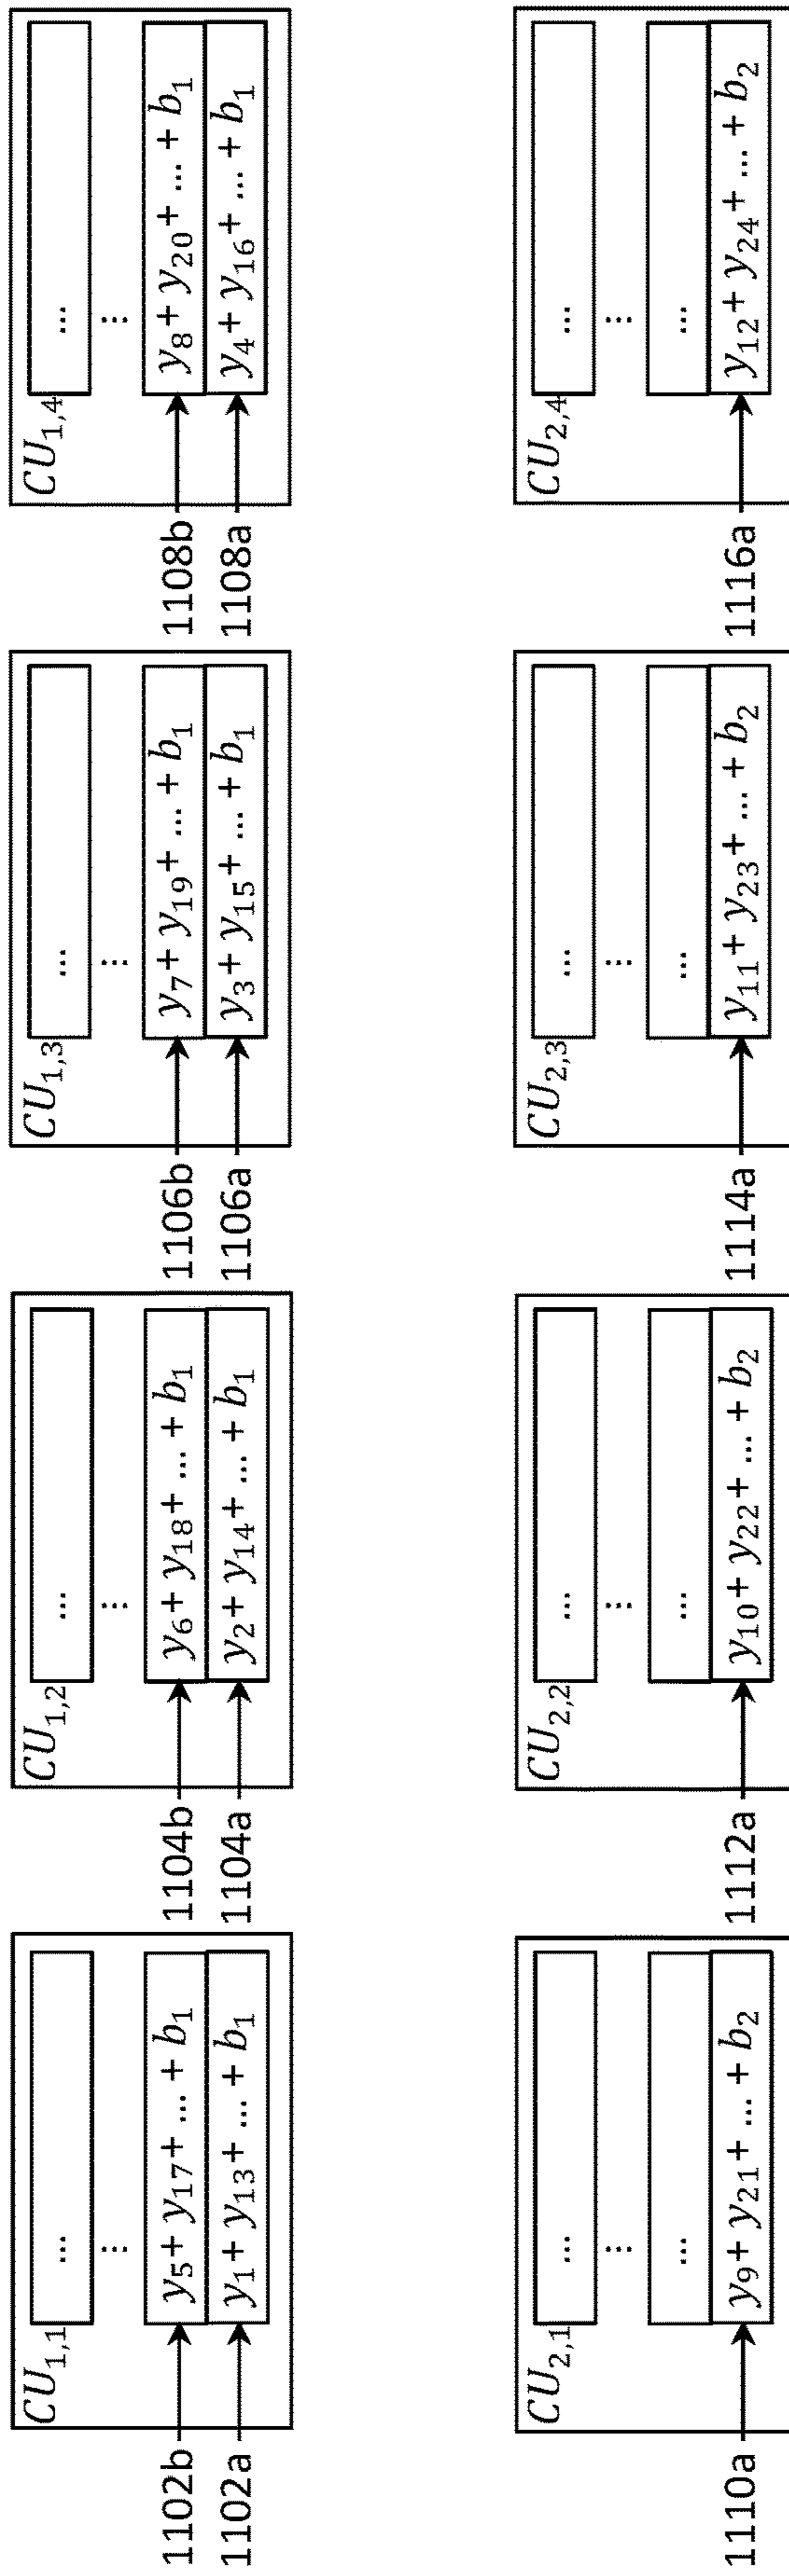 CU₁,₁
...
...
1102b y₅ + y₁₇ + ... + b₁
1102a y₁ + y₁₃ + ... + b₁
CU₁,₂
...
...
1104b y₆ + y₁₈ + ... + b₁
1104a y₂ + y₁₄ + ... + b₁
CU₁,₃
...
...
1106b y₇ + y₁₉ + ... + b₁
1106a y₃ + y₁₅ + ... + b₁
CU₁,₄
...
...
1108b y₈ + y₂₀ + ... + b₁
1108a y₄ + y₁₆ + ... + b₁
CU₂,₁
...
...
...
1110a y₉ + y₂₁ + ... + b₂
CU₂,₂
...
...
...
1112a y₁₀ + y₂₂ + ... + b₂
CU₂,₃
...
...
...
1114a y₁₁ + y₂₃ + ... + b₂
CU₂,₄
...
...
...
1116a y₁₂ + y₂₄ + ... + b₂